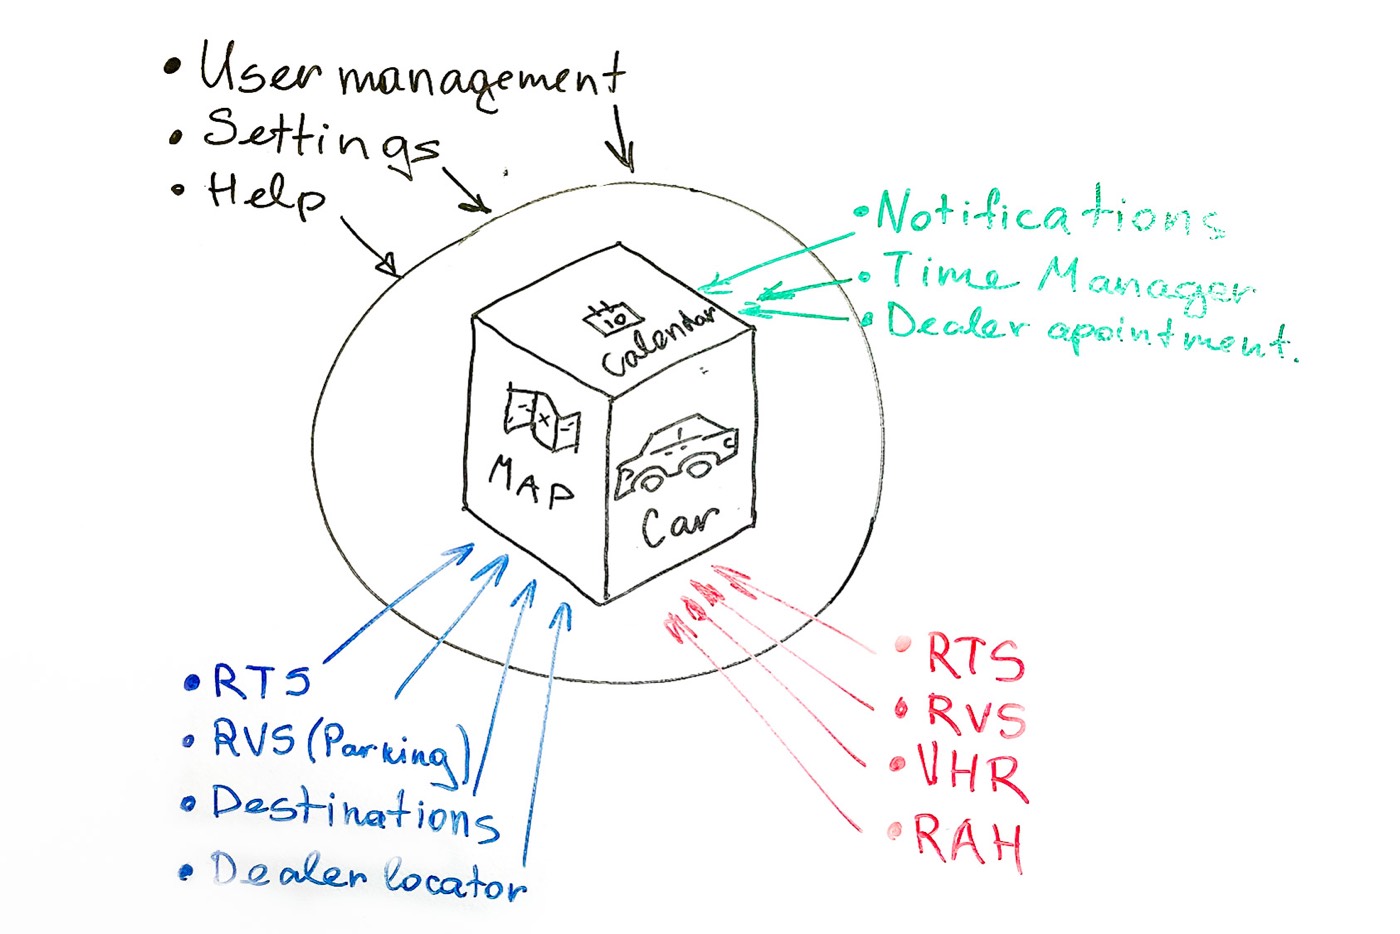 • User management
• Settings
• Help
• Notifications
• Time Manager
• Dealer apointment.
10
Calendar
MAP
Car
• RTS
• RVS (Parking)
• Destinations
• Dealer locator
• RTS
• RVS
• VHR
• RAH